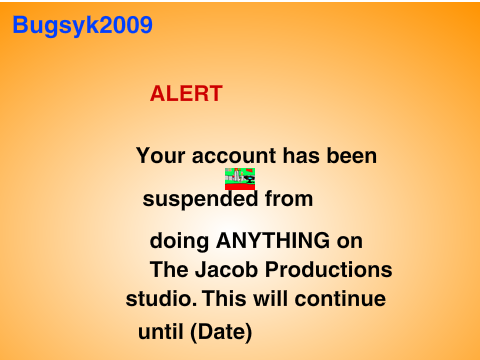 Bugsyk2009
ALERT
Your account has been
suspended from
doing ANYTHING on
The Jacob Productions
studio. This will continue
until (Date)